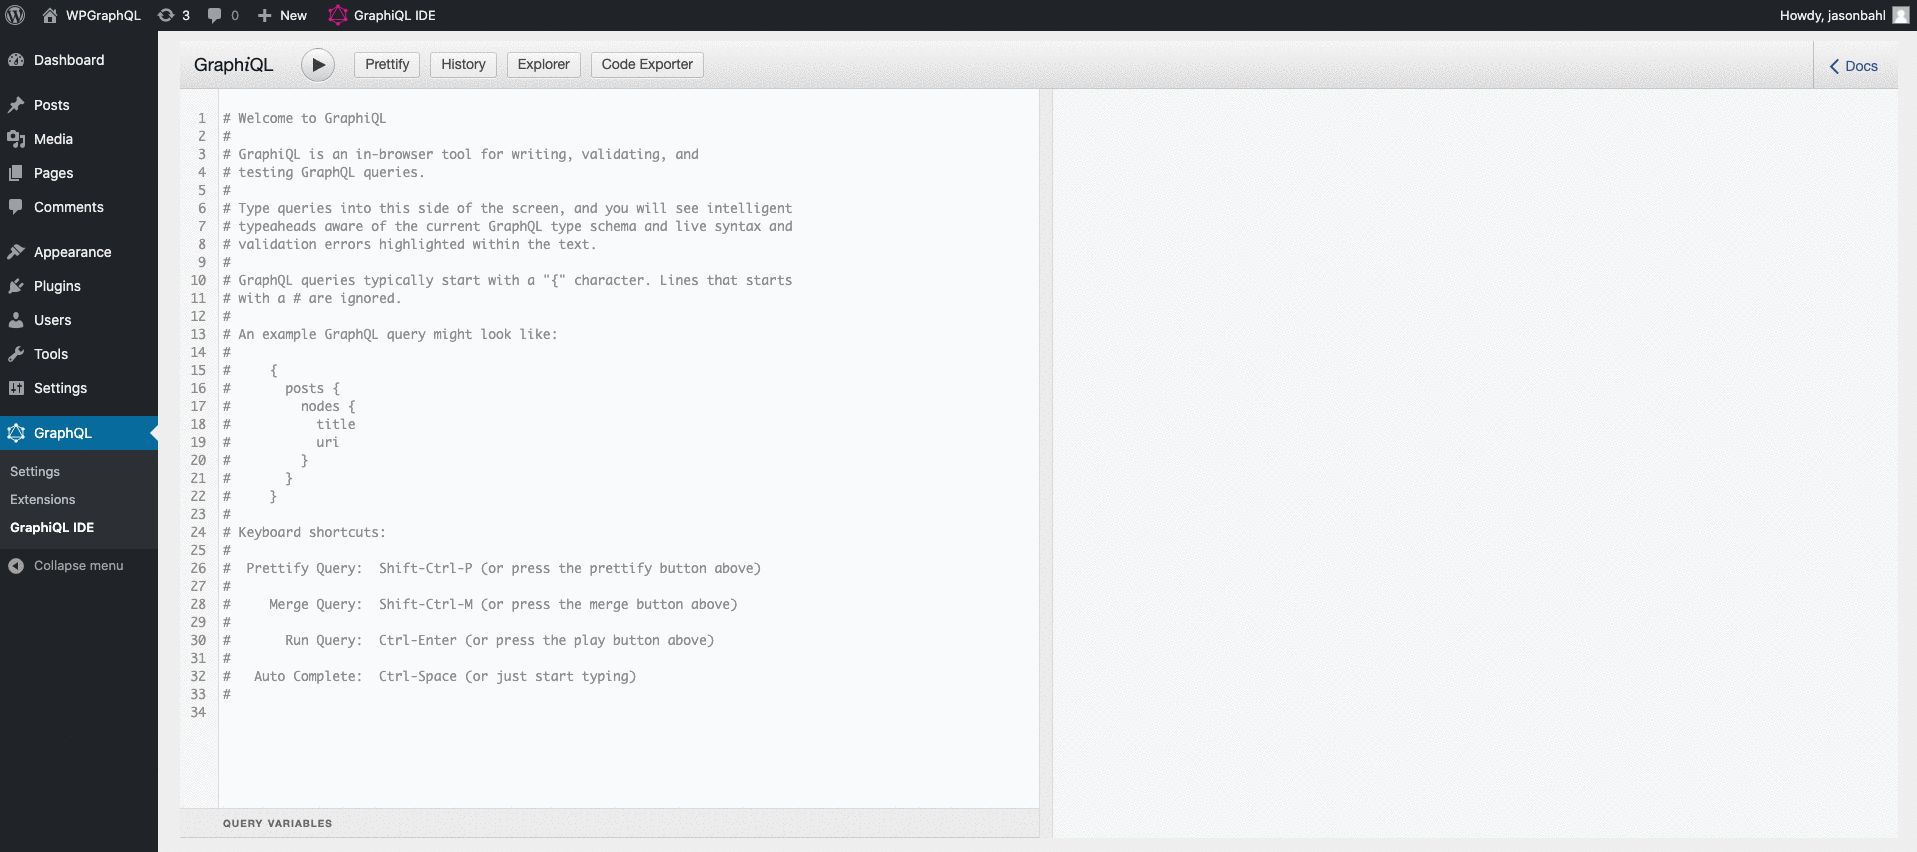 WPGraphQL 3 0 New GraphiQL IDE Howdy, jasonbahl
Dashboard
Posts
Media
Pages
Comments
Appearance
Plugins
Users
Tools
Settings
GraphQL
Settings
Extensions
GraphiQL IDE
Collapse menu
GraphiQL Prettify History Explorer Code Exporter Docs
1 # Welcome to GraphiQL
2 #
3 # GraphiQL is an in-browser tool for writing, validating, and
4 # testing GraphQL queries.
5 #
6 # Type queries into this side of the screen, and you will see intelligent
7 # typeaheads aware of the current GraphQL type schema and live syntax and
8 # validation errors highlighted within the text.
9 #
10 # GraphQL queries typically start with a "{" character. Lines that starts
11 # with a # are ignored.
12 #
13 # An example GraphQL query might look like:
14 #
15 #     {
16 #       posts {
17 #         nodes {
18 #           title
19 #           uri
20 #         }
21 #       }
22 #     }
23 #
24 # Keyboard shortcuts:
25 #
26 #  Prettify Query:  Shift-Ctrl-P (or press the prettify button above)
27 #
28 #     Merge Query:  Shift-Ctrl-M (or press the merge button above)
29 #
30 #       Run Query:  Ctrl-Enter (or press the play button above)
31 #
32 #   Auto Complete:  Ctrl-Space (or just start typing)
33 #
34
QUERY VARIABLES